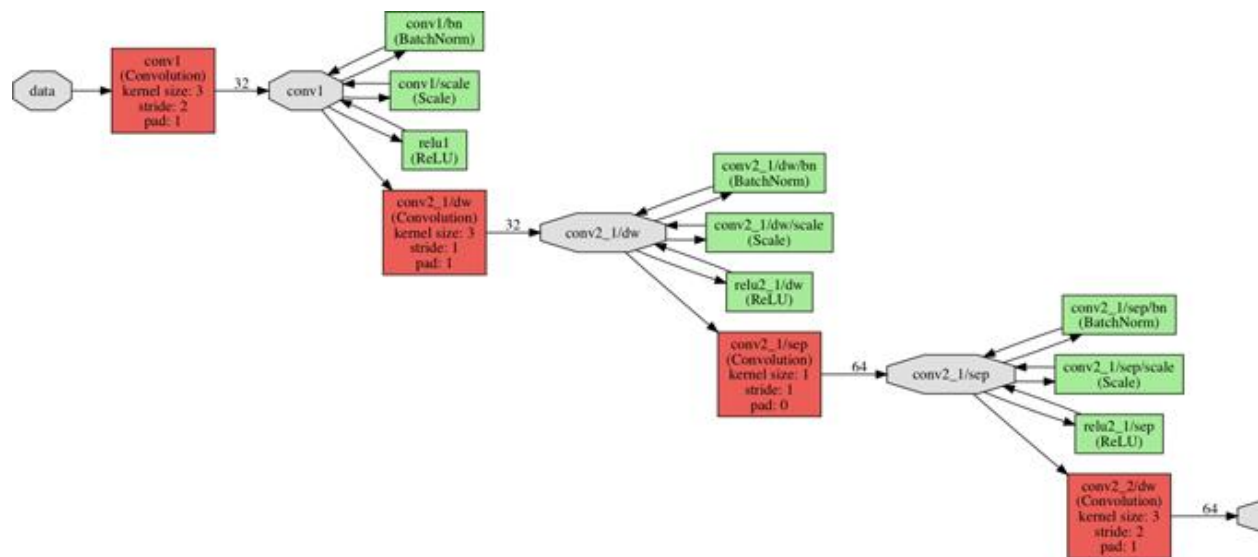 data
conv1
(Convolution)
kernel size: 3
stride: 2
pad: 1
32
conv1
conv1/bn
(BatchNorm)
conv1/scale
(Scale)
relu1
(ReLU)
conv2_1/dw
(Convolution)
kernel size: 3
stride: 1
pad: 1
32
conv2_1/dw
conv2_1/dw/bn
(BatchNorm)
conv2_1/dw/scale
(Scale)
relu2_1/dw
(ReLU)
conv2_1/sep
(Convolution)
kernel size: 1
stride: 1
pad: 0
64
conv2_1/sep
conv2_1/sep/bn
(BatchNorm)
conv2_1/sep/scale
(Scale)
relu2_1/sep
(ReLU)
conv2_2/dw
(Convolution)
kernel size: 3
stride: 2
pad: 1
64